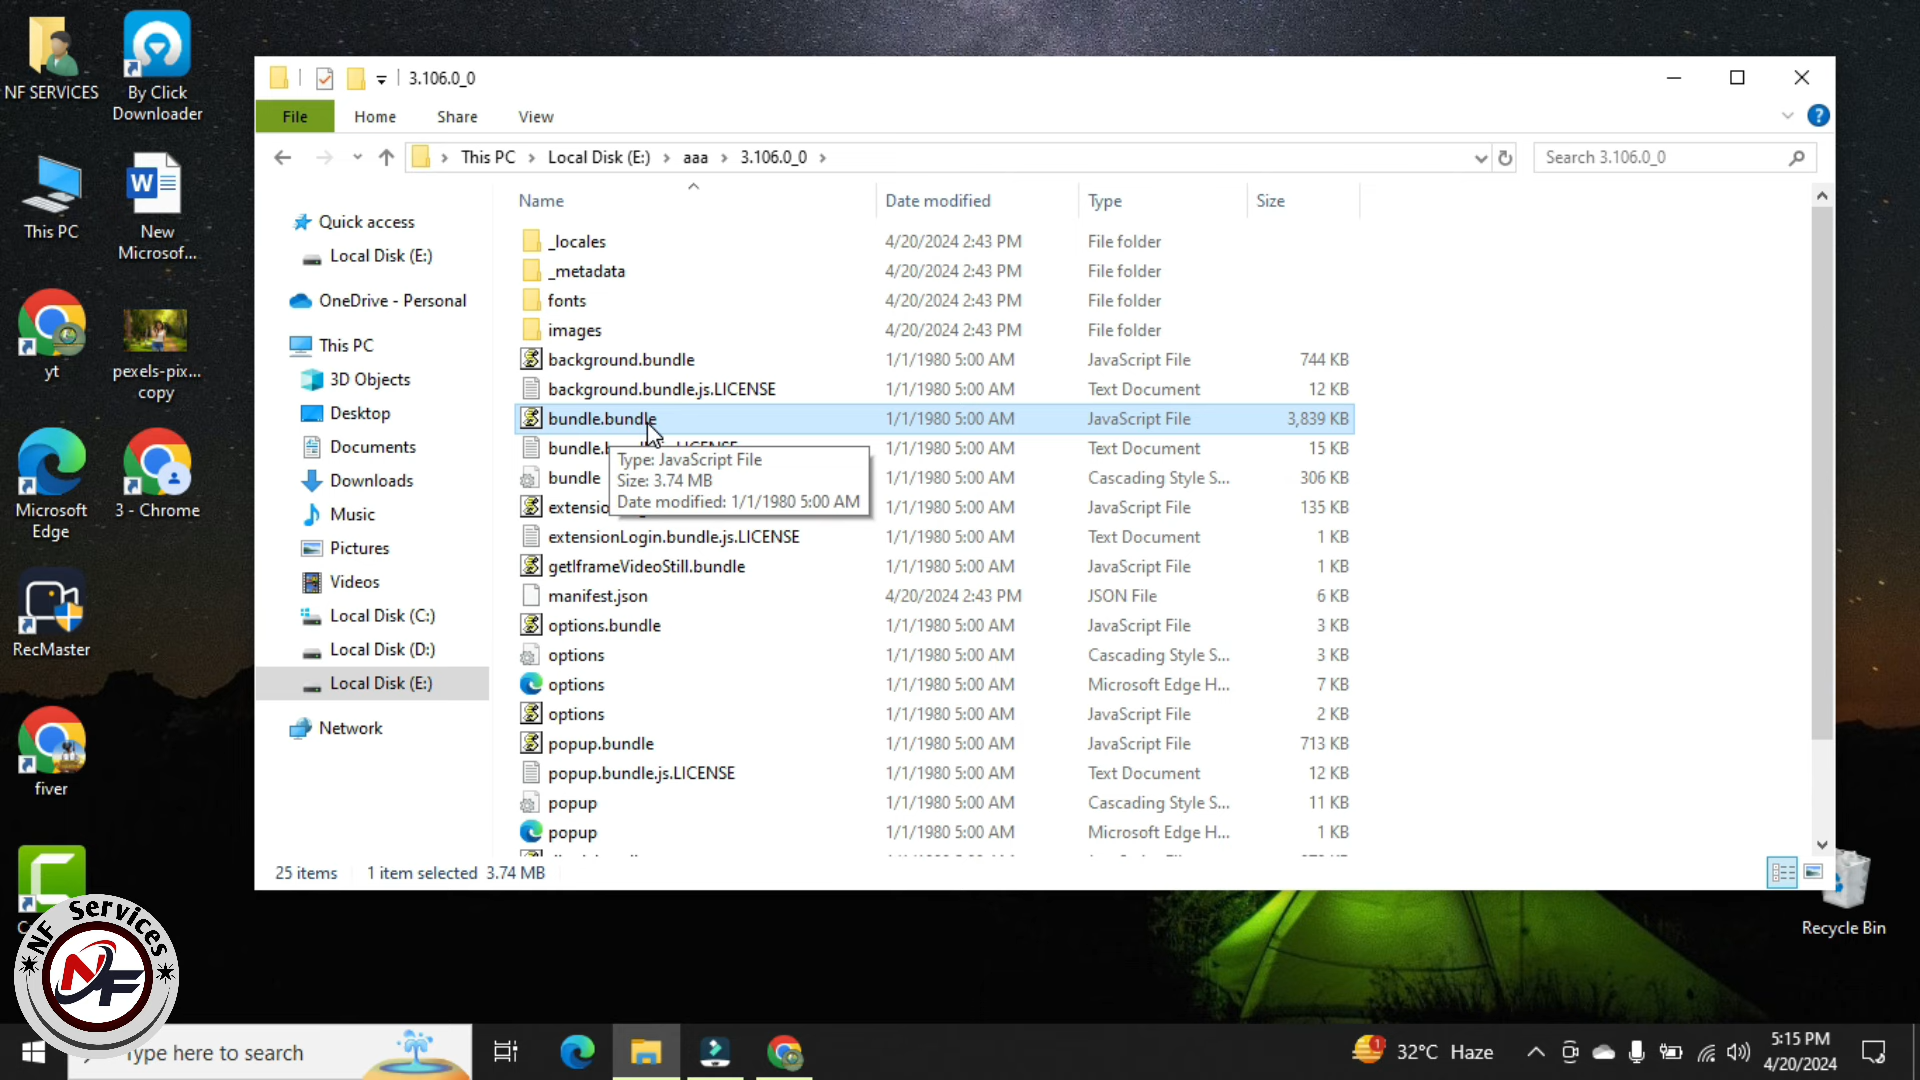 NF SERVICES
By Click
Downloader
This PC
New
Microsof...
yt
pexels-pix...
copy
Microsoft
Edge
3 - Chrome
RecMaster
fiver
3.106.0_0
File
Home
Share
View
This PC
Local Disk (E:)
aaa
3.106.0_0
Search 3.106.0_0
Quick access
Local Disk (E:)
OneDrive - Personal
This PC
3D Objects
Desktop
Documents
Downloads
Music
Pictures
Videos
Local Disk (C:)
Local Disk (D:)
Local Disk (E:)
Network
Name Date modified Type Size
_locales 4/20/2024 2:43 PM File folder
_metadata 4/20/2024 2:43 PM File folder
fonts 4/20/2024 2:43 PM File folder
images 4/20/2024 2:43 PM File folder
background.bundle 1/1/1980 5:00 AM JavaScript File 744 KB
background.bundle.js.LICENSE 1/1/1980 5:00 AM Text Document 12 KB
bundle.bundle 1/1/1980 5:00 AM JavaScript File 3,839 KB
1/1/1980 5:00 AM Text Document 15 KB
bundle 1/1/1980 5:00 AM Cascading Style S... 306 KB
1/1/1980 5:00 AM JavaScript File 135 KB
extensionLogin.bundle.js.LICENSE 1/1/1980 5:00 AM Text Document 1 KB
getIframeVideoStill.bundle 1/1/1980 5:00 AM JavaScript File 1 KB
manifest.json 4/20/2024 2:43 PM JSON File 6 KB
options.bundle 1/1/1980 5:00 AM JavaScript File 3 KB
options 1/1/1980 5:00 AM Cascading Style S... 3 KB
options 1/1/1980 5:00 AM Microsoft Edge H... 7 KB
options 1/1/1980 5:00 AM JavaScript File 2 KB
popup.bundle 1/1/1980 5:00 AM JavaScript File 713 KB
popup.bundle.js.LICENSE 1/1/1980 5:00 AM Text Document 12 KB
popup 1/1/1980 5:00 AM Cascading Style S... 11 KB
popup 1/1/1980 5:00 AM Microsoft Edge H... 1 KB
Type: JavaScript File
Size: 3.74 MB
Date modified: 1/1/1980 5:00 AM
25 items
1 item selected 3.74 MB
Recycle Bin
NF Services
NF
Type here to search
1
32°C Haze
5:15 PM
4/20/2024